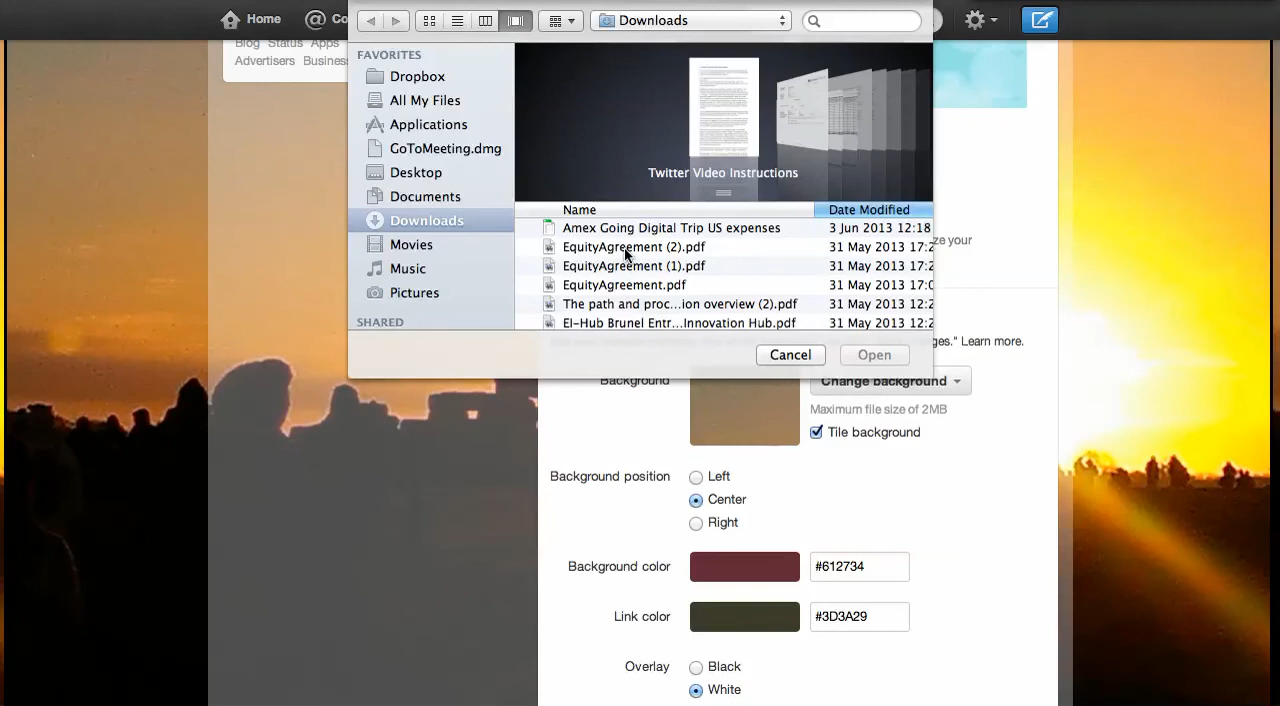 Home
@ Co
Downloads
Blog Status Apps
Advertisers Business
FAVORITES
Dropbox
All My Files
Applications
GoToMeeting.dmg
Desktop
Documents
Downloads
Movies
Music
Pictures
SHARED
Twitter Video Instructions
Name Date Modified
Amex Going Digital Trip US expenses 3 Jun 2013 12:18
EquityAgreement (2).pdf 31 May 2013 17:2
EquityAgreement (1).pdf 31 May 2013 17:2
EquityAgreement.pdf 31 May 2013 17:0
The path and proc...ion overview (2).pdf 31 May 2013 12:2
EI-Hub Brunel Entr...Innovation Hub.pdf 31 May 2013 12:2
ze your
Cancel Open
ges." Learn more.
Background
Change background
Maximum file size of 2MB
Tile background
Background position
Left
Center
Right
Background color #612734
Link color #3D3A29
Overlay
Black
White